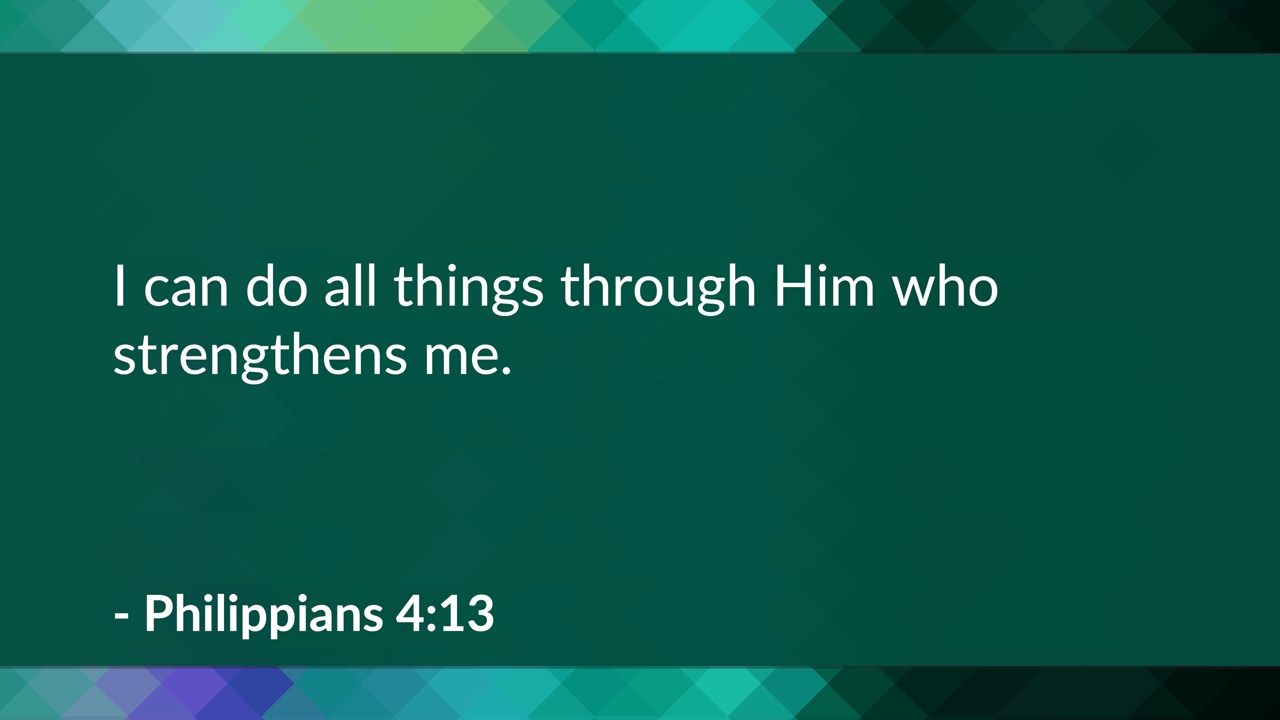 I can do all things through Him who
strengthens me.
- Philippians 4:13